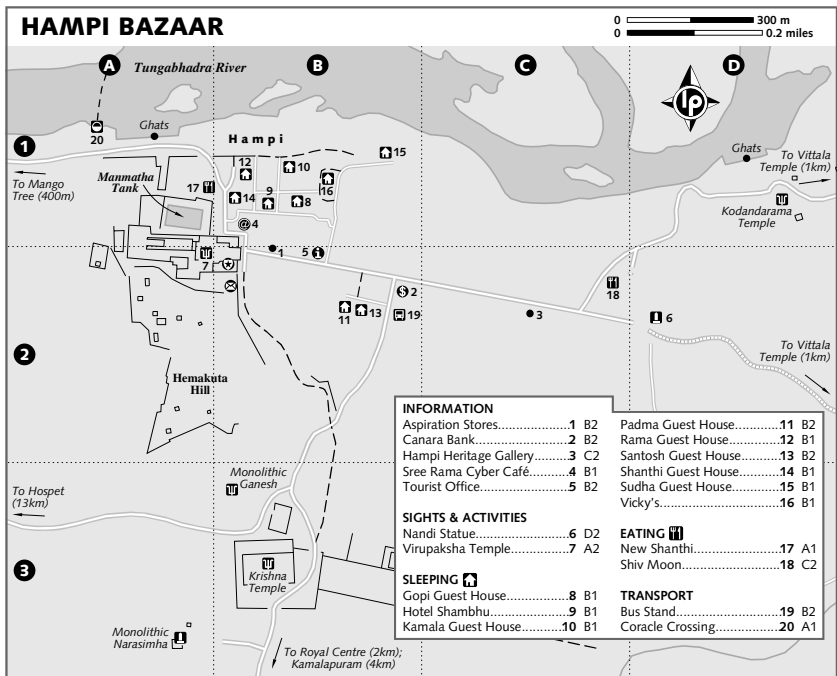 HAMPI BAZAAR
0 300 m
0 0.2 miles
A
B
C
D
Tungabhadra River
lp
20
Ghats
Hampi
1
To Mango
Tree (400m)
Manmatha
Tank
17
12
10
15
16
14
9
8
@ 4
7
1
5 i
Ghats
To Vittala
Temple (1km)
Kodandarama
Temple
2
$ 2
19
11
13
3
18
6
To Vittala
Temple (1km)
Hemakuta
Hill
To Hospet
(13km)
Monolithic
Ganesh
3
Krishna
Temple
Monolithic
Narasimha
To Royal Centre (2km);
Kamalapuram (4km)
INFORMATION
Aspiration Stores....................1 B2
Canara Bank...........................2 B2
Hampi Heritage Gallery..........3 C2
Sree Rama Cyber Café............4 B1
Tourist Office.........................5 B2
SIGHTS & ACTIVITIES
Nandi Statue..........................6 D2
Virupaksha Temple.................7 A2
SLEEPING
Gopi Guest House...................8 B1
Hotel Shambhu.......................9 B1
Kamala Guest House.............10 B1
Padma Guest House..............11 B2
Rama Guest House................12 B1
Santosh Guest House.............13 B2
Shanthi Guest House.............14 B1
Sudha Guest House...............15 B1
Vicky's..................................16 B1
EATING
New Shanthi.........................17 A1
Shiv Moon............................18 C2
TRANSPORT
Bus Stand.............................19 B2
Coracle Crossing...................20 A1